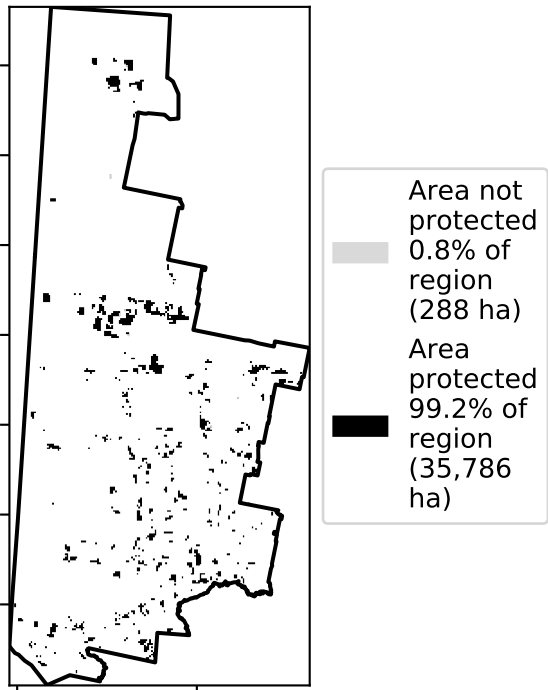 Area not
protected
0.8% of
region
(288 ha)
Area
protected
99.2% of
region
(35,786
ha)